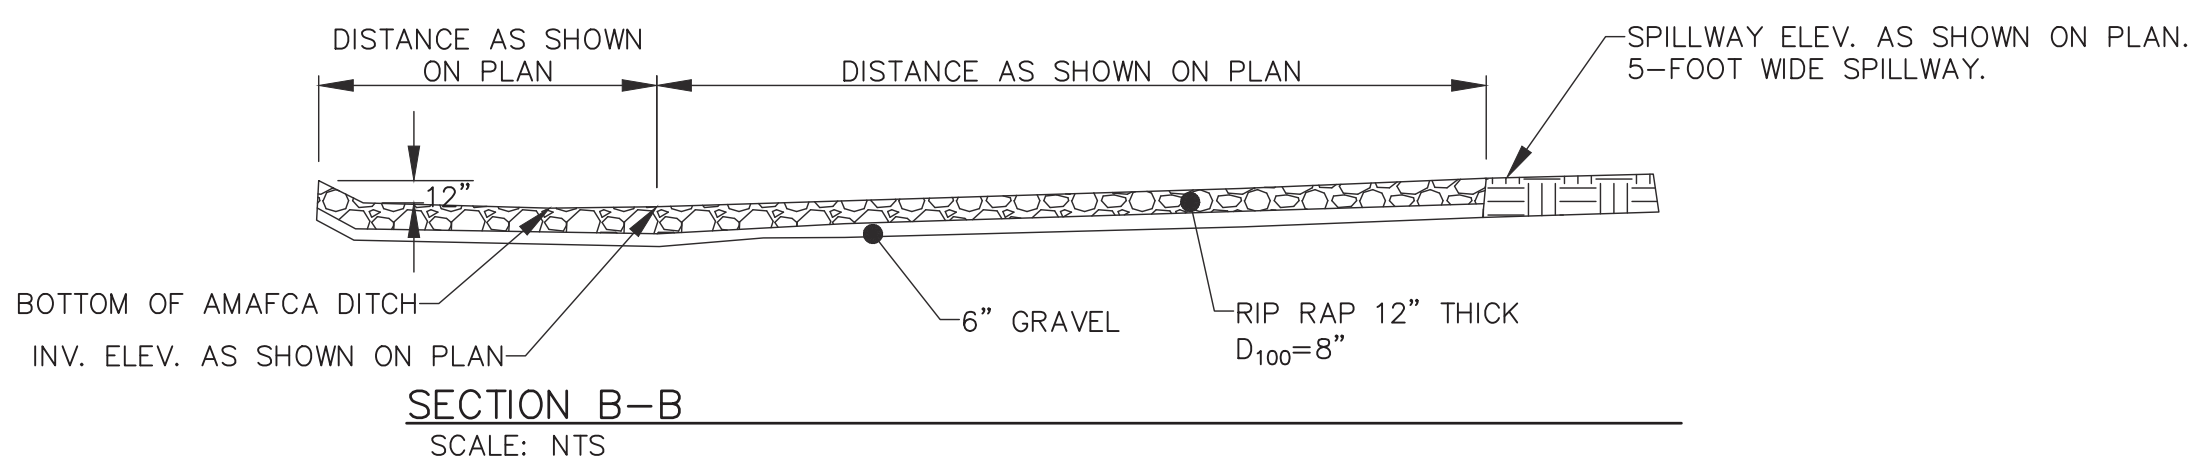 DISTANCE AS SHOWN
ON PLAN
DISTANCE AS SHOWN ON PLAN
SPILLWAY ELEV. AS SHOWN ON PLAN.
5-FOOT WIDE SPILLWAY.
12"
BOTTOM OF AMAFCA DITCH
INV. ELEV. AS SHOWN ON PLAN
6" GRAVEL
RIP RAP 12" THICK
D100=8"
SECTION B-B
SCALE: NTS